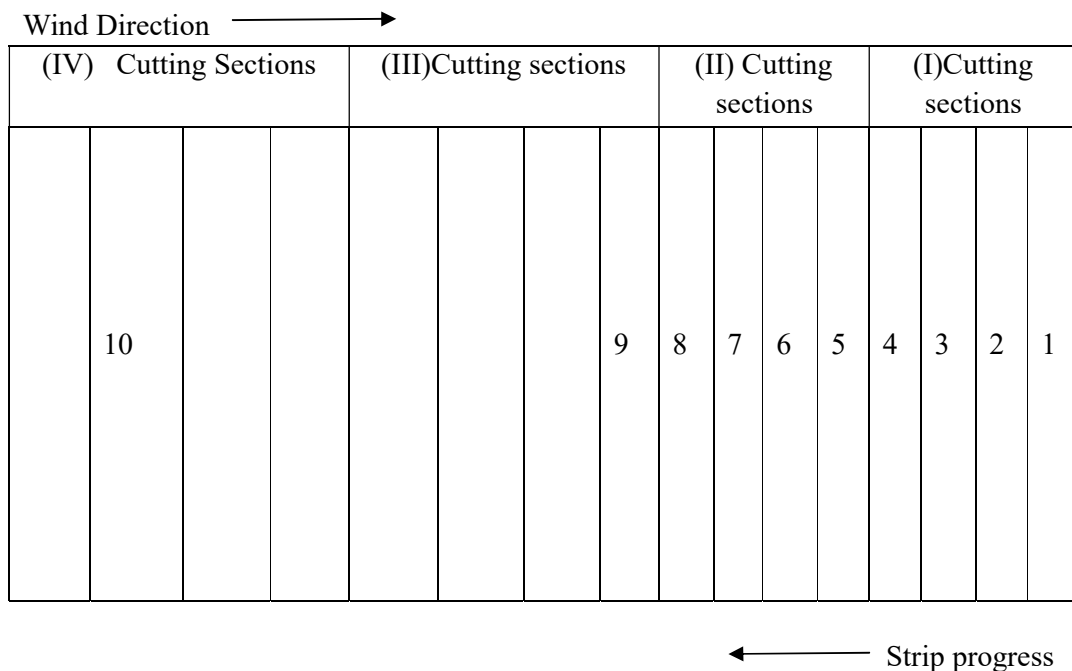 Wind Direction
(IV) Cutting Sections (III)Cutting sections (II) Cutting sections (I)Cutting sections
10 9 8 7 6 5 4 3 2 1
Strip progress